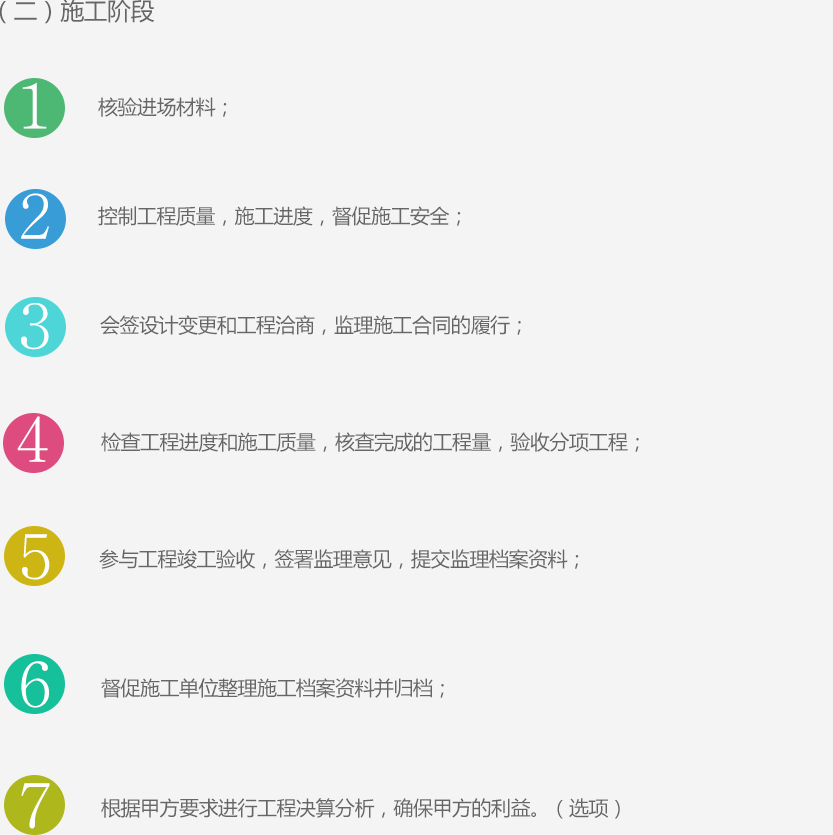 （二）施工阶段
1 核验进场材料；
2 控制工程质量，施工进度，督促施工安全；
3 会签设计变更和工程洽商，监理施工合同的履行；
4 检查工程进度和施工质量，核查完成的工程量，验收分项工程；
5 参与工程竣工验收，签署监理意见，提交监理档案资料；
6 督促施工单位整理施工档案资料并归档；
7 根据甲方要求进行工程决算分析，确保甲方的利益。（选项）